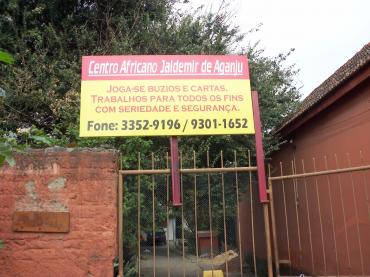 Centro Africano Jaldemir de Aganju
JOGA-SE BUZIOS E CARTAS.
TRABALHOS PARA TODOS OS FINS
COM SERIEDADE E SEGURANÇA.
Fone: 3352-9196 / 9301-1652